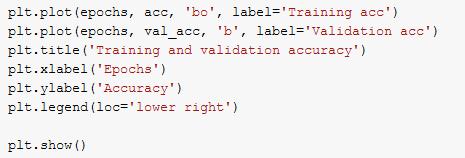 plt.plot(epochs, acc, 'bo', label='Training acc')
plt.plot(epochs, val_acc, 'b', label='Validation acc')
plt.title('Training and validation accuracy')
plt.xlabel('Epochs')
plt.ylabel('Accuracy')
plt.legend(loc='lower right')

plt.show()